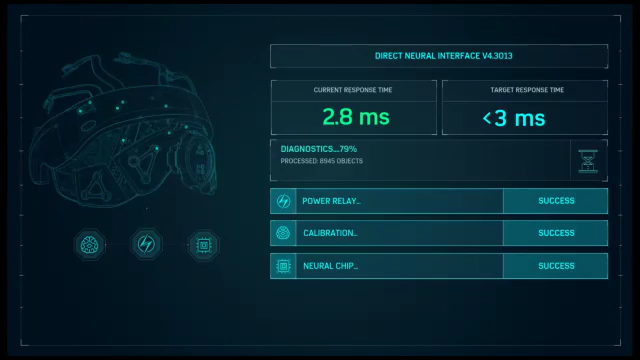 DIRECT NEURAL INTERFACE V4.3013
CURRENT RESPONSE TIME
2.8 ms
TARGET RESPONSE TIME
<3 ms
DIAGNOSTICS...79%
PROCESSED: 8945 OBJECTS
POWER RELAY... SUCCESS
CALIBRATION... SUCCESS
NEURAL CHIP... SUCCESS